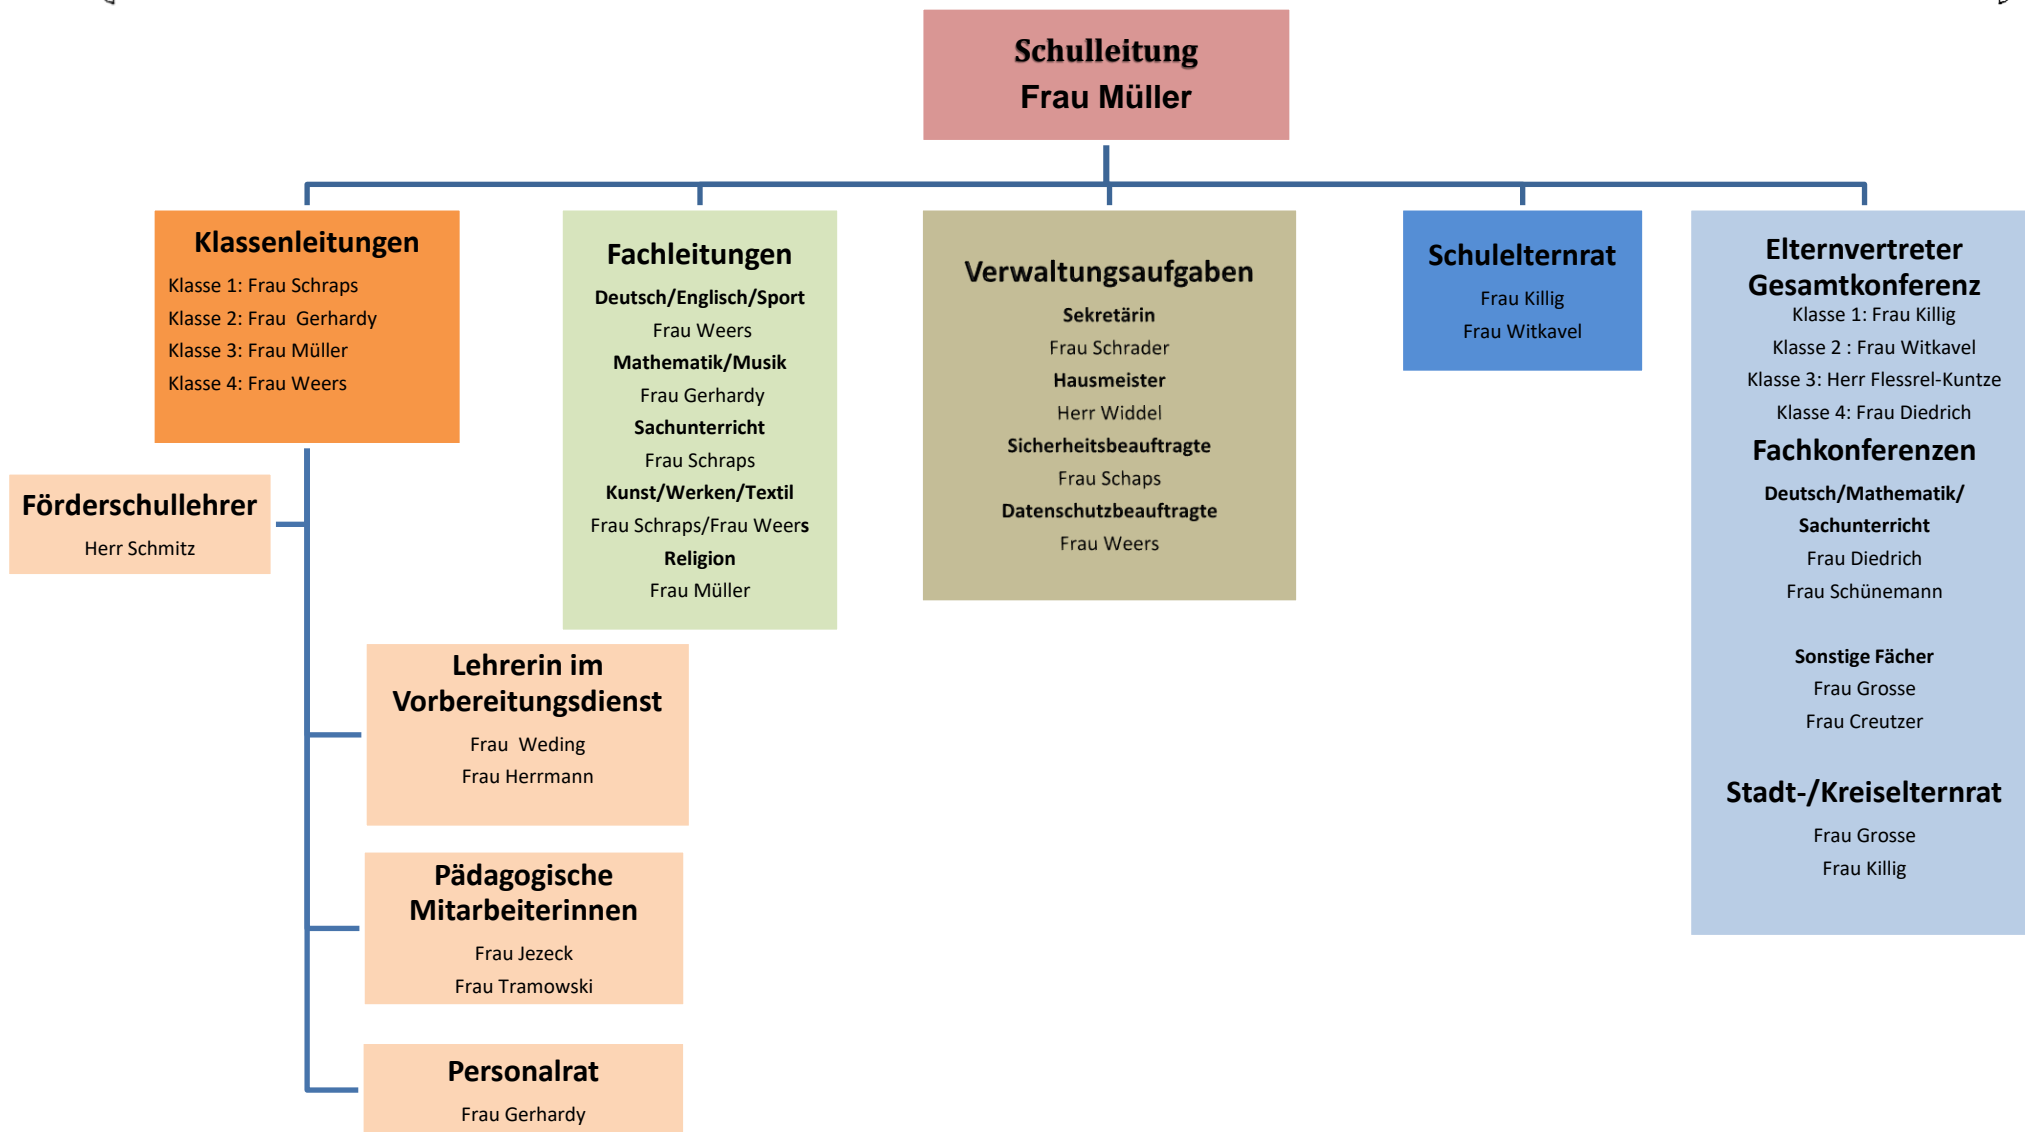 Schulleitung
Frau Müller
Klassenleitungen
Klasse 1: Frau Schraps
Klasse 2: Frau  Gerhardy
Klasse 3: Frau Müller
Klasse 4: Frau Weers
Förderschullehrer
Herr Schmitz
Lehrerin im
Vorbereitungsdienst
Frau  Weding
Frau Herrmann
Pädagogische
Mitarbeiterinnen
Frau Jezeck
Frau Tramowski
Personalrat
Frau Gerhardy
Fachleitungen
Deutsch/Englisch/Sport
Frau Weers
Mathematik/Musik
Frau Gerhardy
Sachunterricht
Frau Schraps
Kunst/Werken/Textil
Frau Schraps/Frau Weers
Religion
Frau Müller
Verwaltungsaufgaben
Sekretärin
Frau Schrader
Hausmeister
Herr Widdel
Sicherheitsbeauftragte
Frau Schaps
Datenschutzbeauftragte
Frau Weers
Schulelternrat
Frau Killig
Frau Witkavel
Elternvertreter
Gesamtkonferenz
Klasse 1: Frau Killig
Klasse 2 : Frau Witkavel
Klasse 3: Herr Flessrel-Kuntze
Klasse 4: Frau Diedrich
Fachkonferenzen
Deutsch/Mathematik/
Sachunterricht
Frau Diedrich
Frau Schünemann
Sonstige Fächer
Frau Grosse
Frau Creutzer
Stadt-/Kreiselternrat
Frau Grosse
Frau Killig